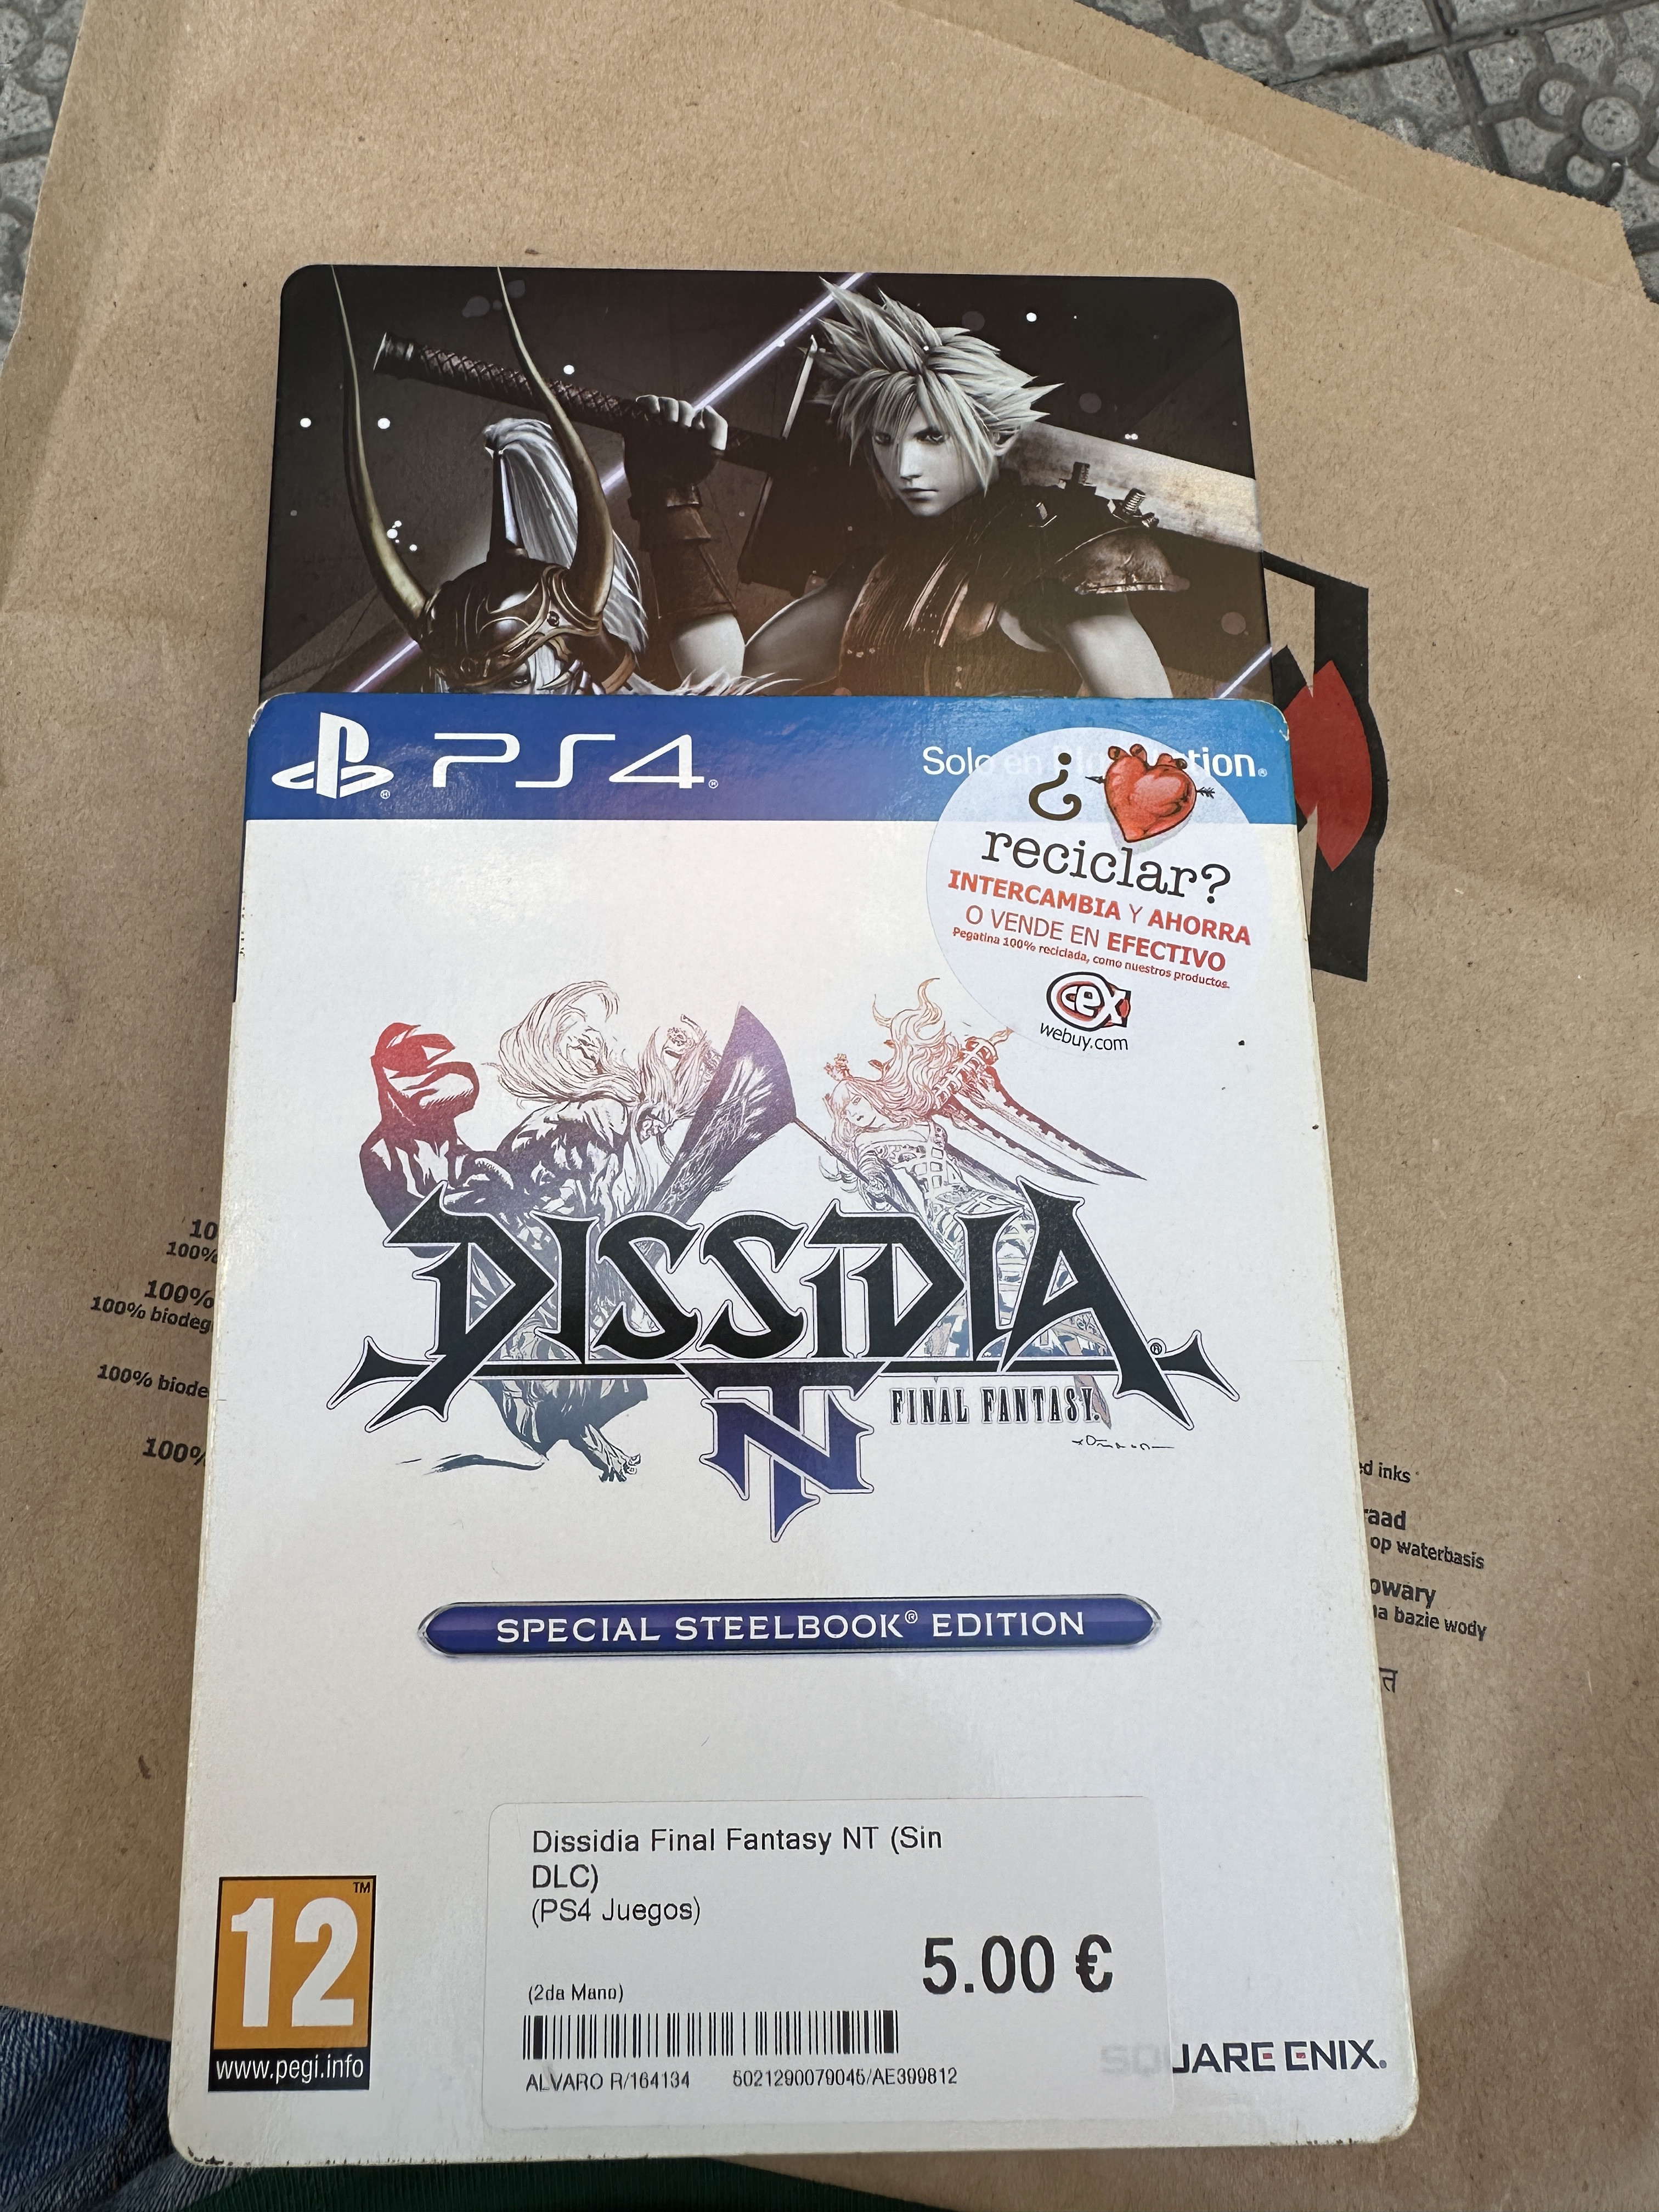 PS4
Solo en PlayStation
¿
reciclar?
INTERCAMBIA Y AHORRA
O VENDE EN EFECTIVO
Pegatina 100% reciclada, como nuestros productos.
cex
webuy.com
DISSIDIA
NT
FINAL FANTASY
SPECIAL STEELBOOK® EDITION
Dissidia Final Fantasy NT (Sin
DLC)
(PS4 Juegos)
5.00 €
(2da Mano)
ALVARO R/164134 5021290079045/AE399812
12
www.pegi.info
SQUARE ENIX.
10
100%
100%
100% biodeg
100% biode
100%
ed inks
raad
op waterbasis
owary
na bazie wody